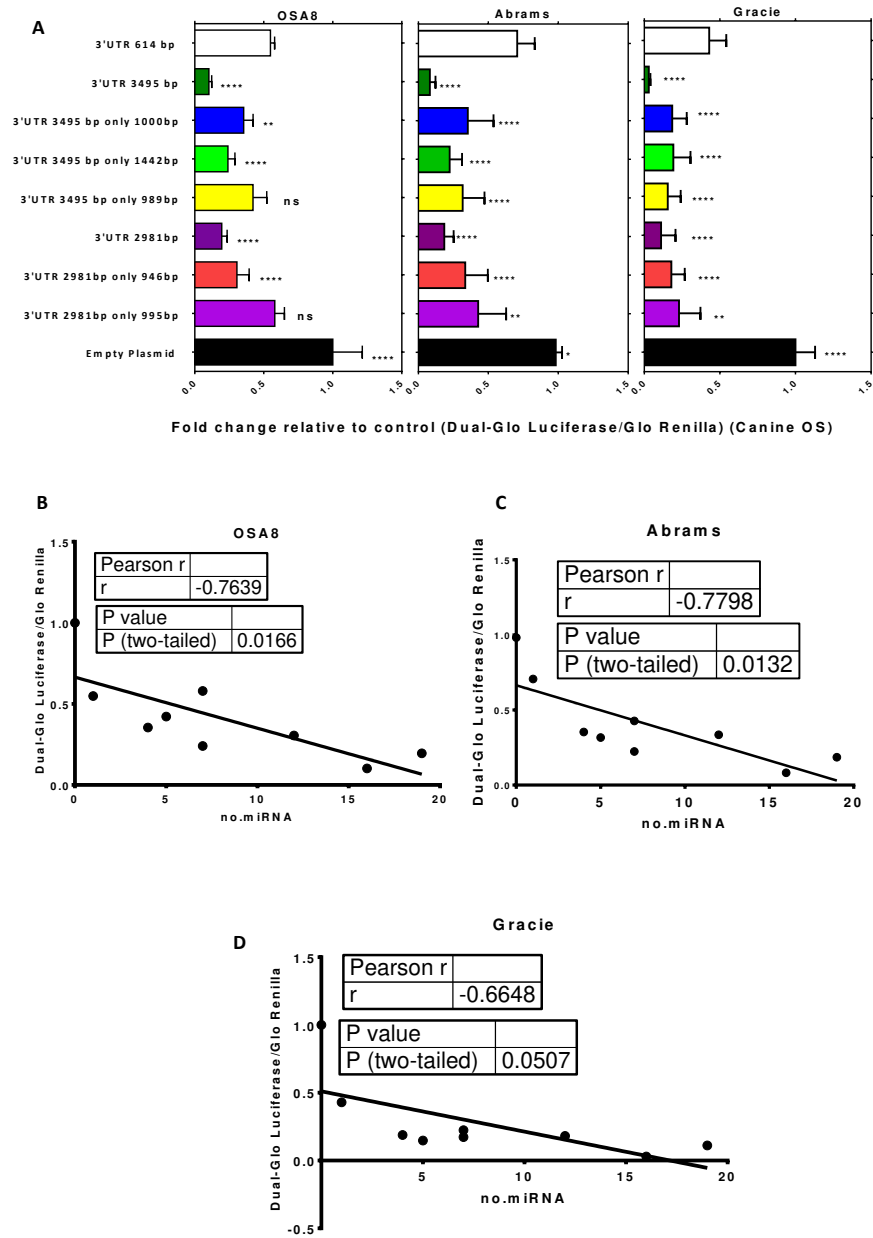 A
OSA8
Abrams
Gracie
3'UTR 614 bp
3'UTR 3495 bp
****
****
****
3'UTR 3495 bp only 1000bp
**
****
****
3'UTR 3495 bp only 1442bp
****
****
****
3'UTR 3495 bp only 989bp
ns
****
****
3'UTR 2981bp
****
****
****
3'UTR 2981bp only 946bp
****
****
****
3'UTR 2981bp only 995bp
ns
**
**
Empty Plasmid
****
*
****
0.0 0.5 1.0 1.5
0.0 0.5 1.0 1.5
0.0 0.5 1.0 1.5
Fold change relative to control (Dual-Glo Luciferase/Glo Renilla) (Canine OS)
B
OSA8
Dual-Glo Luciferase/Glo Renilla
1.5
1.0
0.5
0.0
Pearson r
r -0.7639
P value
P (two-tailed) 0.0166
0 5 10 15 20
no.miRNA
C
Abrams
Dual-Glo Luciferase/Glo Renilla
1.5
1.0
0.5
0.0
Pearson r
r -0.7798
P value
P (two-tailed) 0.0132
0 5 10 15 20
no.miRNA
D
Gracie
Dual-Glo Luciferase/Glo Renilla
1.5
1.0
0.5
0.0
-0.5
Pearson r
r -0.6648
P value
P (two-tailed) 0.0507
5 10 15 20
no.miRNA